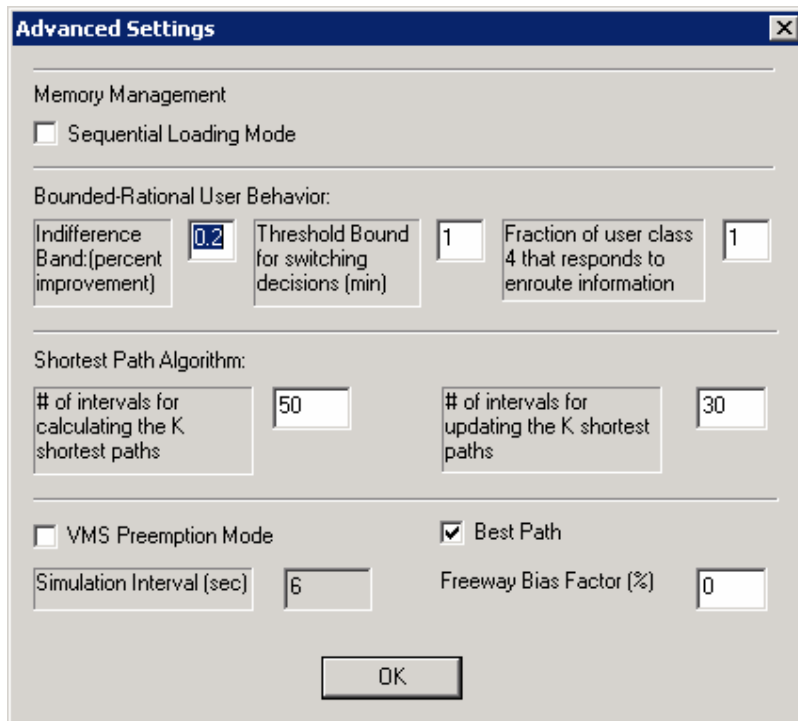 Advanced Settings
Memory Management
Sequential Loading Mode
Bounded-Rational User Behavior:
Indifference
Band:(percent
improvement)
0.2
Threshold Bound
for switching
decisions (min)
1
Fraction of user class
4 that responds to
enroute information
1
Shortest Path Algorithm:
# of intervals for
calculating the K
shortest paths
50
# of intervals for
updating the K shortest
paths
30
VMS Preemption Mode
Best Path
Simulation Interval (sec)
6
Freeway Bias Factor (%)
0
OK